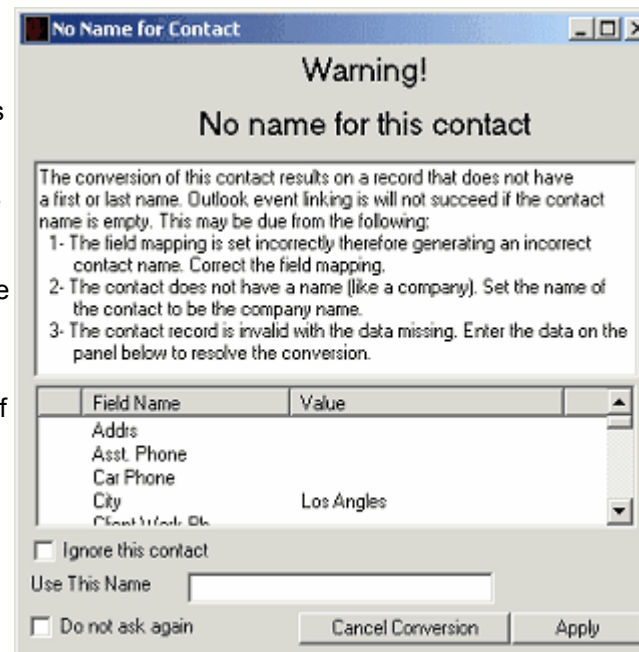 No Name for Contact
Warning!
No name for this contact
The conversion of this contact results on a record that does not have
a first or last name. Outlook event linking is will not succeed if the contact
name is empty. This may be due from the following:
1- The field mapping is set incorrectly therefore generating an incorrect
contact name. Correct the field mapping.
2- The contact does not have a name (like a company). Set the name of
the contact to be the company name.
3- The contact record is invalid with the data missing. Enter the data on the
panel below to resolve the conversion.
Field Name Value
Addrs
Asst. Phone
Car Phone
City Los Angles
Ignore this contact
Use This Name
Do not ask again Cancel Conversion Apply